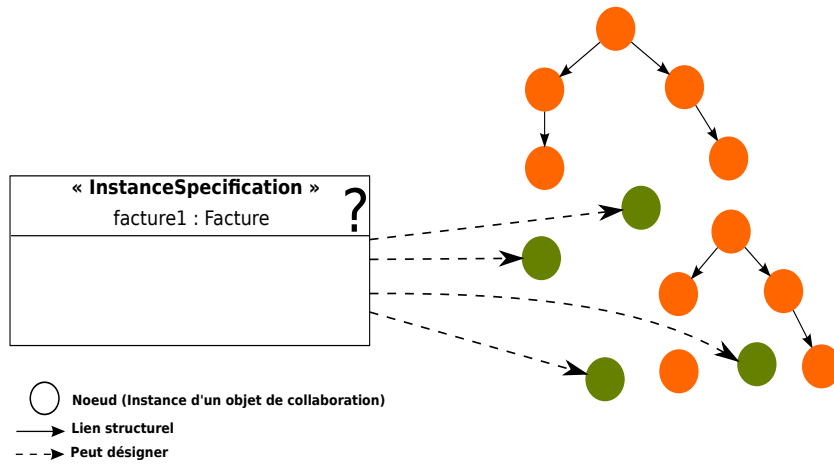 « InstanceSpecification »
facture1 : Facture
?
Noeud (Instance d'un objet de collaboration)
Lien structurel
Peut désigner